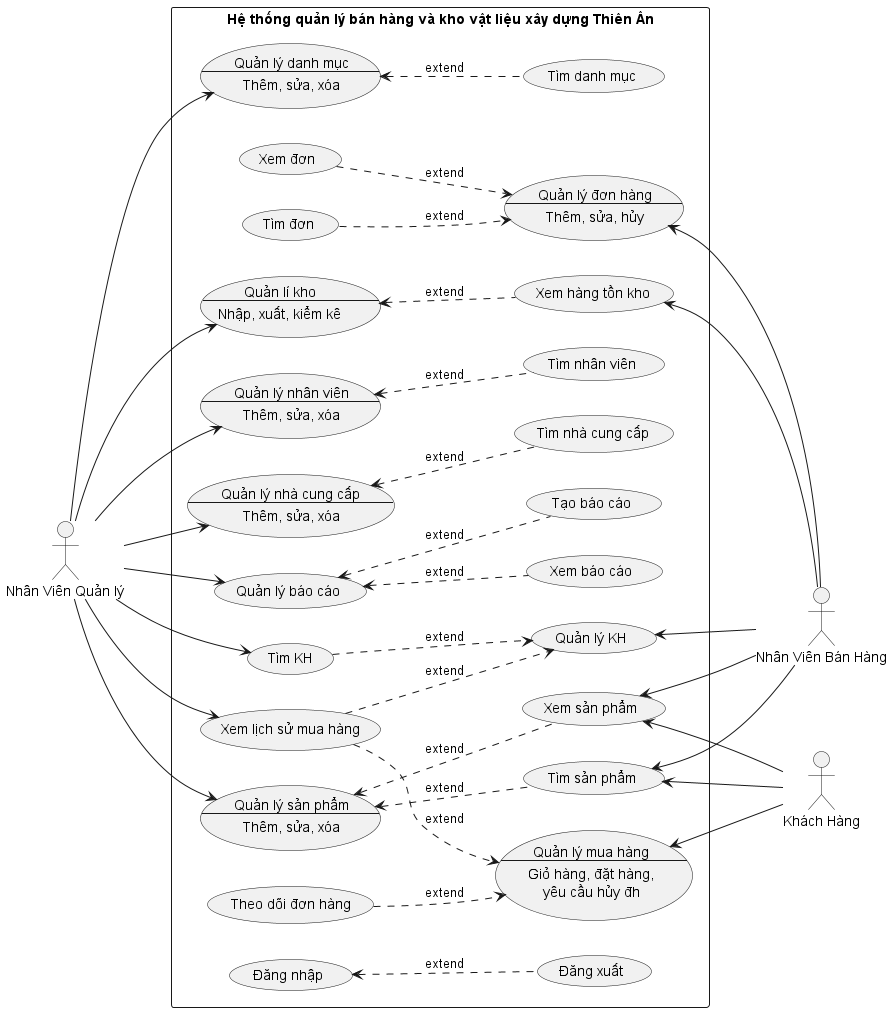 Hệ thống quản lý bán hàng và kho vật liệu xây dựng Thiên Ân
Quản lý danh mục
Thêm, sửa, xóa
extend
Tìm danh mục
Xem đơn
extend
Quản lý đơn hàng
Thêm, sửa, hủy
Tìm đơn
extend
Quản lí kho
Nhập, xuất, kiểm kê
extend
Xem hàng tồn kho
Quản lý nhân viên
Thêm, sửa, xóa
extend
Tìm nhân viên
Quản lý nhà cung cấp
Thêm, sửa, xóa
extend
Tìm nhà cung cấp
Quản lý báo cáo
extend
Tạo báo cáo
extend
Xem báo cáo
Nhân Viên Quản lý
Tìm KH
extend
Quản lý KH
Nhân Viên Bán Hàng
Xem lịch sử mua hàng
extend
Xem sản phẩm
Quản lý sản phẩm
Thêm, sửa, xóa
extend
extend
Tìm sản phẩm
extend
Khách Hàng
Quản lý mua hàng
Giỏ hàng, đặt hàng,
yêu cầu hủy đh
Theo dõi đơn hàng
extend
Đăng nhập
extend
Đăng xuất